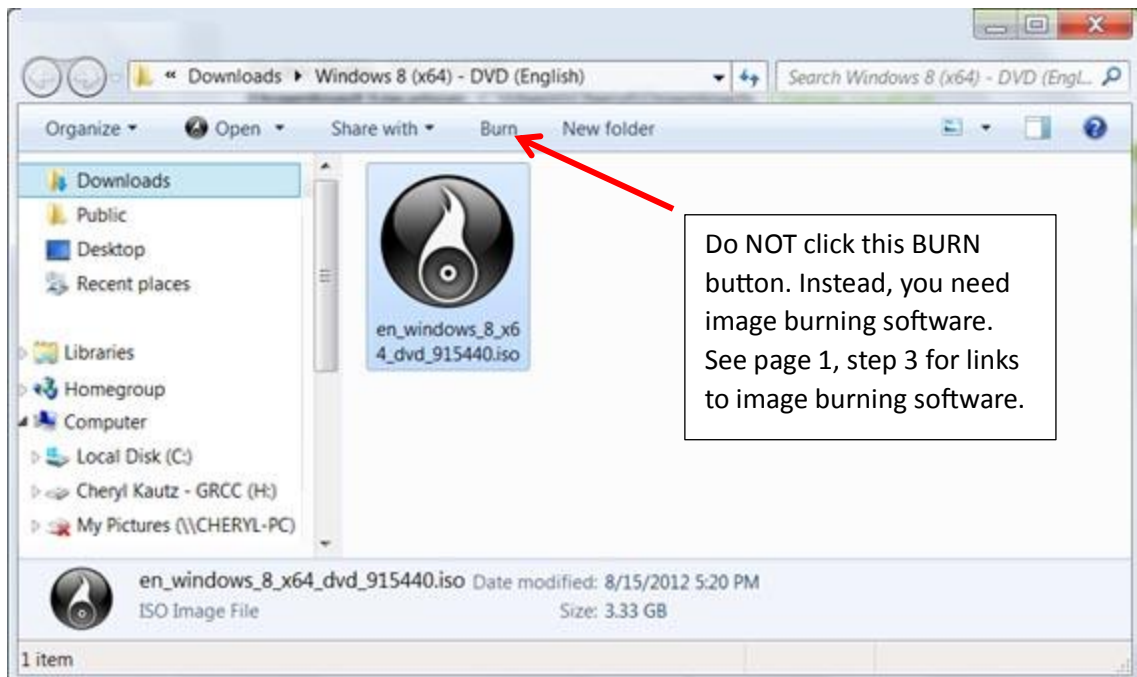 « Downloads ▸ Windows 8 (x64) - DVD (English)
Search Windows 8 (x64) - DVD (Engl...
Organize Open Share with Burn New folder
Downloads
Public
Desktop
Recent places
Libraries
Homegroup
Computer
Local Disk (C:)
Cheryl Kautz - GRCC (H:)
My Pictures (\\CHERYL-PC)
en_windows_8_x6
4_dvd_915440.iso
Do NOT click this BURN
button. Instead, you need
image burning software.
See page 1, step 3 for links
to image burning software.
en_windows_8_x64_dvd_915440.iso Date modified: 8/15/2012 5:20 PM
ISO Image File Size: 3.33 GB
1 item